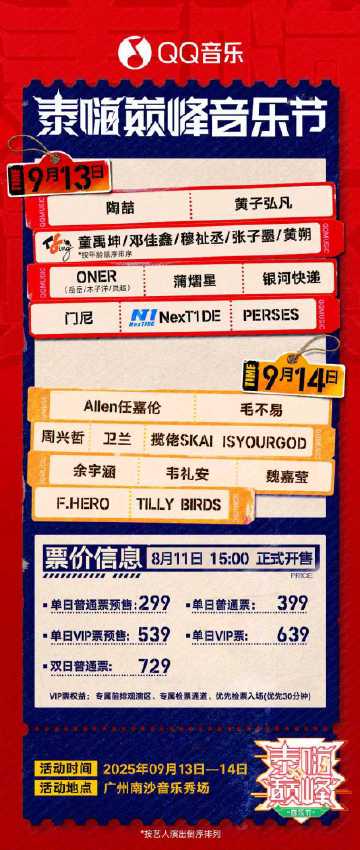 QQ音乐
泰嗨巅峰音乐节
TIME 9月13日
陶喆 黄子弘凡
童禹坤/邓佳鑫/穆祉丞/张子墨/黄朔
*按年龄顺序排序
ONER 蒲熠星 银河快递
(岳岳/木子洋/灵超)
门尼 N1 NexT1DE NexT1DE PERSES
TIME 9月14日
Allen任嘉伦 毛不易
周兴哲 卫兰 揽佬SKAI ISYOURGOD
余宇涵 韦礼安 魏嘉莹
F.HERO TILLY BIRDS
票价信息 8月11日 15:00 正式开售
PRICE
·单日普通票预售:299 ·单日普通票: 399
·单日VIP票预售: 539 ·单日VIP票: 639
·双日普通票: 729
VIP票权益: 专属前排观演区、专属检票通道、优先检票入场(优先30分钟)
活动时间 2025年09月13日—14日
活动地点 广州南沙音乐秀场
泰嗨巅峰
音乐节
*按艺人演出倒序排列